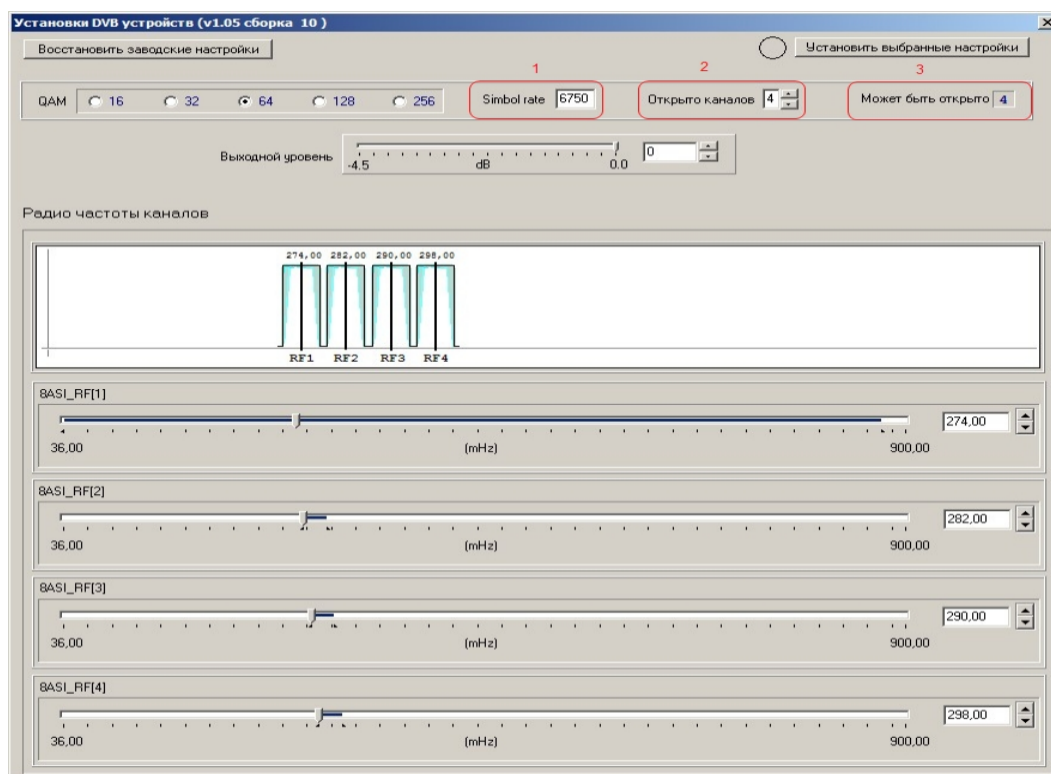 Установки DVB устройств (v1.05 сборка 10 )
Восстановить заводские настройки
Установить выбранные настройки
1
2
3
QAM 16 32 64 128 256
Simbol rate 6750
Открыто каналов 4
Может быть открыто 4
Выходной уровень
-4.5 dB 0.0
0
Радио частоты каналов
274,00 282,00 290,00 298,00
RF1 RF2 RF3 RF4
8ASI_RF[1]
274,00
36,00 (mHz) 900,00
8ASI_RF[2]
282,00
36,00 (mHz) 900,00
8ASI_RF[3]
290,00
36,00 (mHz) 900,00
8ASI_RF[4]
298,00
36,00 (mHz) 900,00